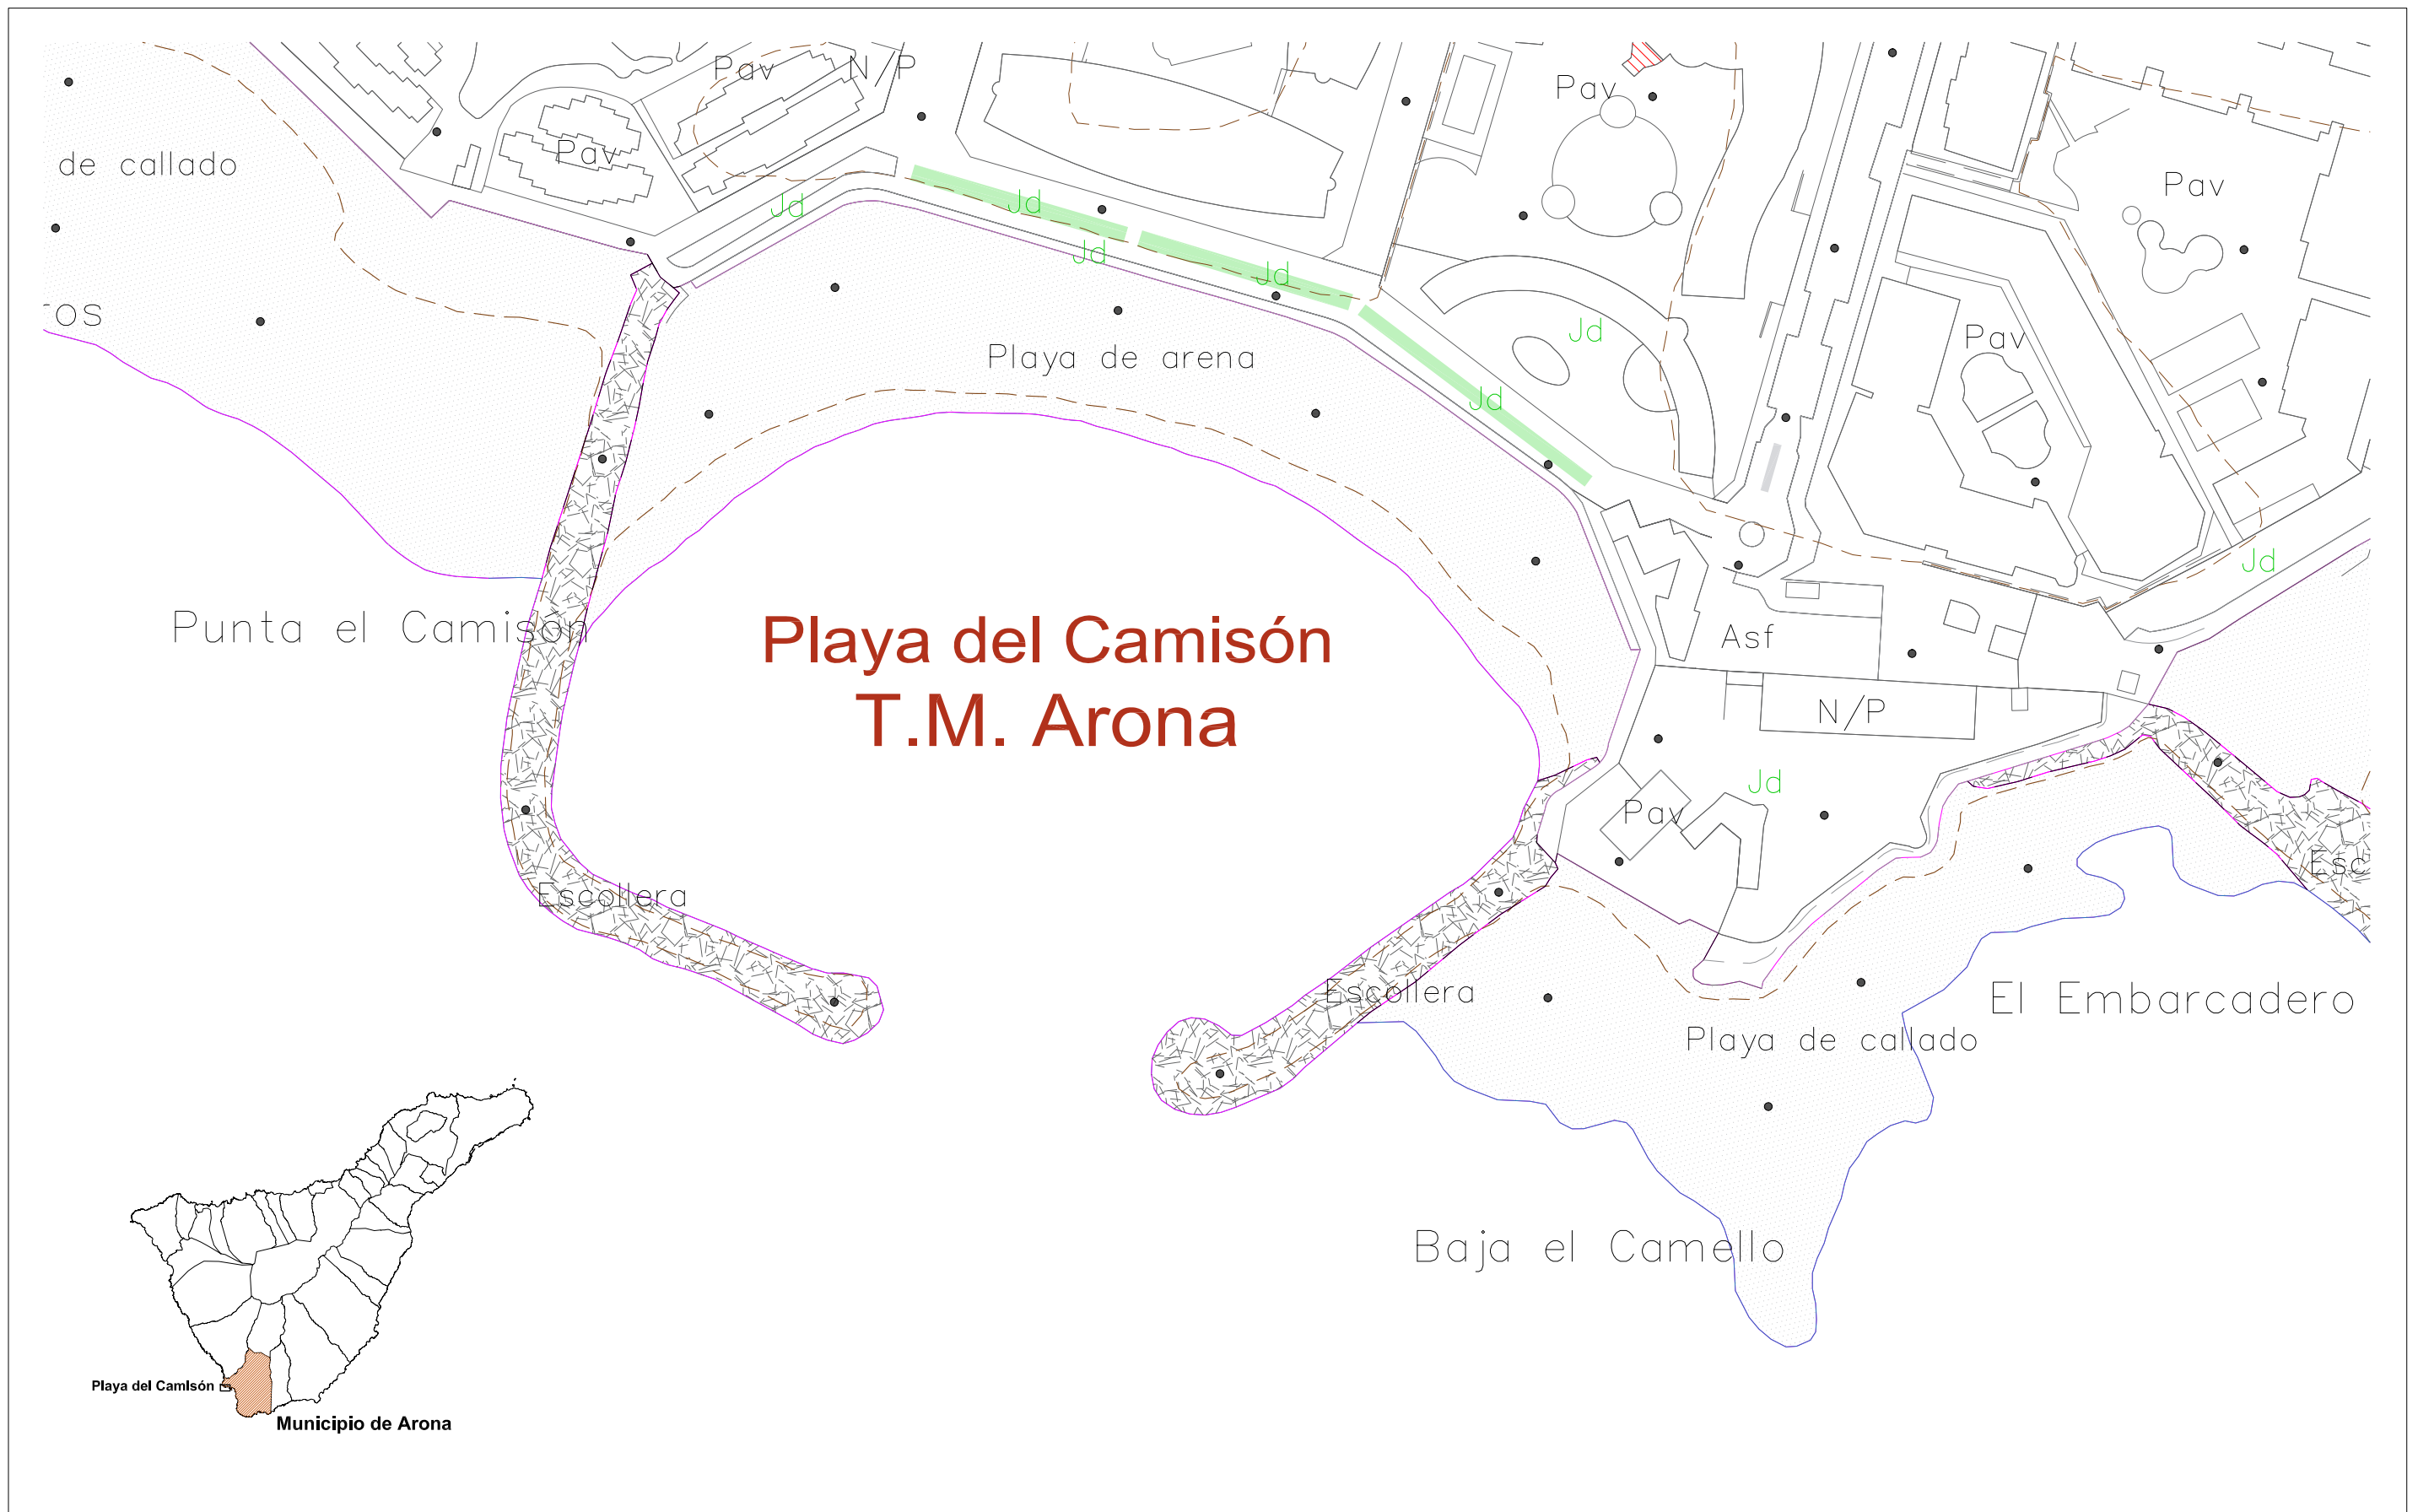 Pav
N/P
Pav
Pav
de callado
Pav
Jd
Jd
Jd
Jd
Playa de arena
Jd
Pav
Jd
Jd
Punta el Camisón
Playa del Camisón
T.M. Arona
Asf
N/P
Jd
Pav
Escollera
Escollera
El Embarcadero
Playa de callado
Baja el Camello
Playa del Camisón
Municipio de Arona